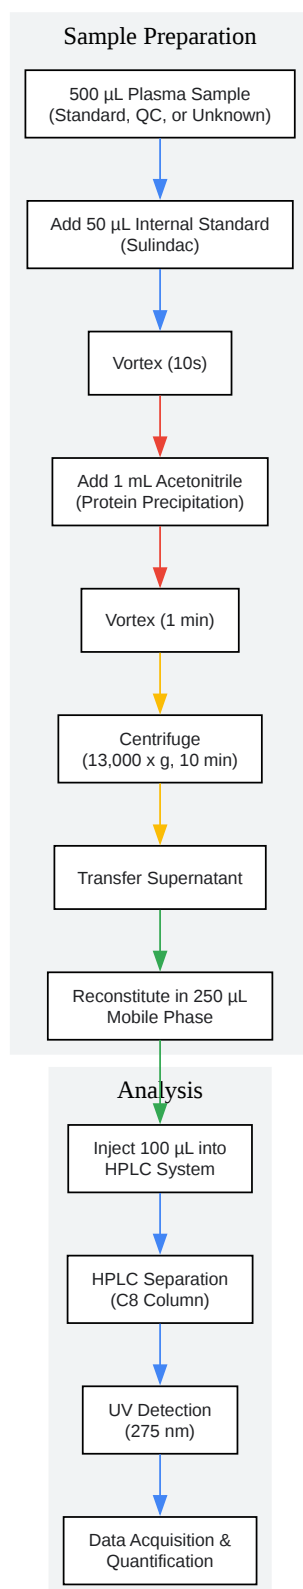 Sample Preparation
500 µL Plasma Sample
(Standard, QC, or Unknown)
Add 50 µL Internal Standard
(Sulindac)
Vortex (10s)
Add 1 mL Acetonitrile
(Protein Precipitation)
Vortex (1 min)
Centrifuge
(13,000 x g, 10 min)
Transfer Supernatant
Reconstitute in 250 µL
Mobile Phase
Analysis
Inject 100 µL into
HPLC System
HPLC Separation
(C8 Column)
UV Detection
(275 nm)
Data Acquisition &
Quantification